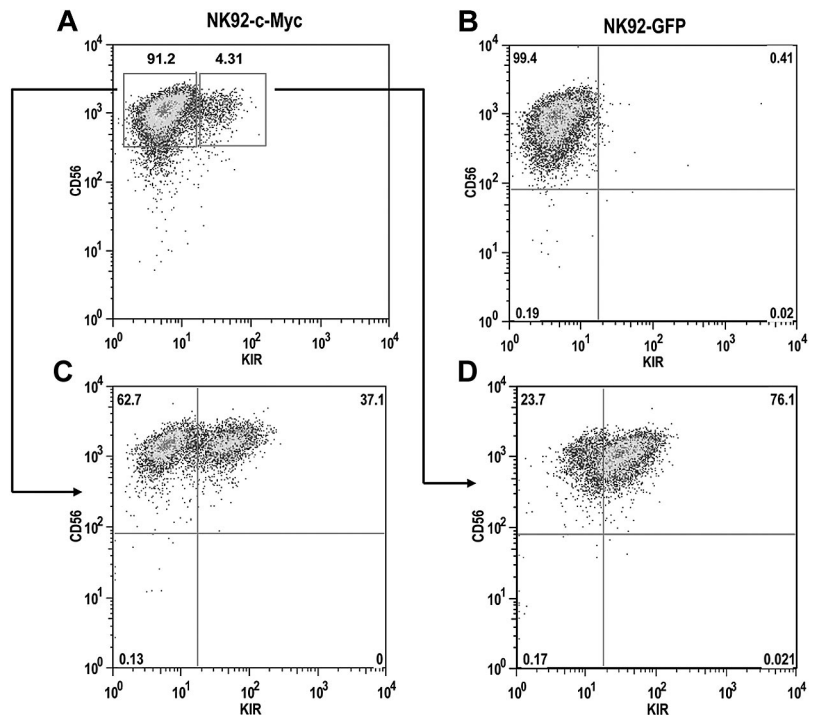 A
NK92-c-Myc
91.2 4.31
10^4
10^3
10^2
10^1
10^0
CD56
10^0 10^1 10^2 10^3 10^4
KIR
B
NK92-GFP
99.4 0.41
0.19 0.02
10^4
10^3
10^2
10^1
10^0
CD56
10^0 10^1 10^2 10^3 10^4
KIR
C
62.7 37.1
0.13 0
10^4
10^3
10^2
10^1
10^0
CD56
10^0 10^1 10^2 10^3 10^4
KIR
D
23.7 76.1
0.17 0.021
10^4
10^3
10^2
10^1
10^0
CD56
10^0 10^1 10^2 10^3 10^4
KIR